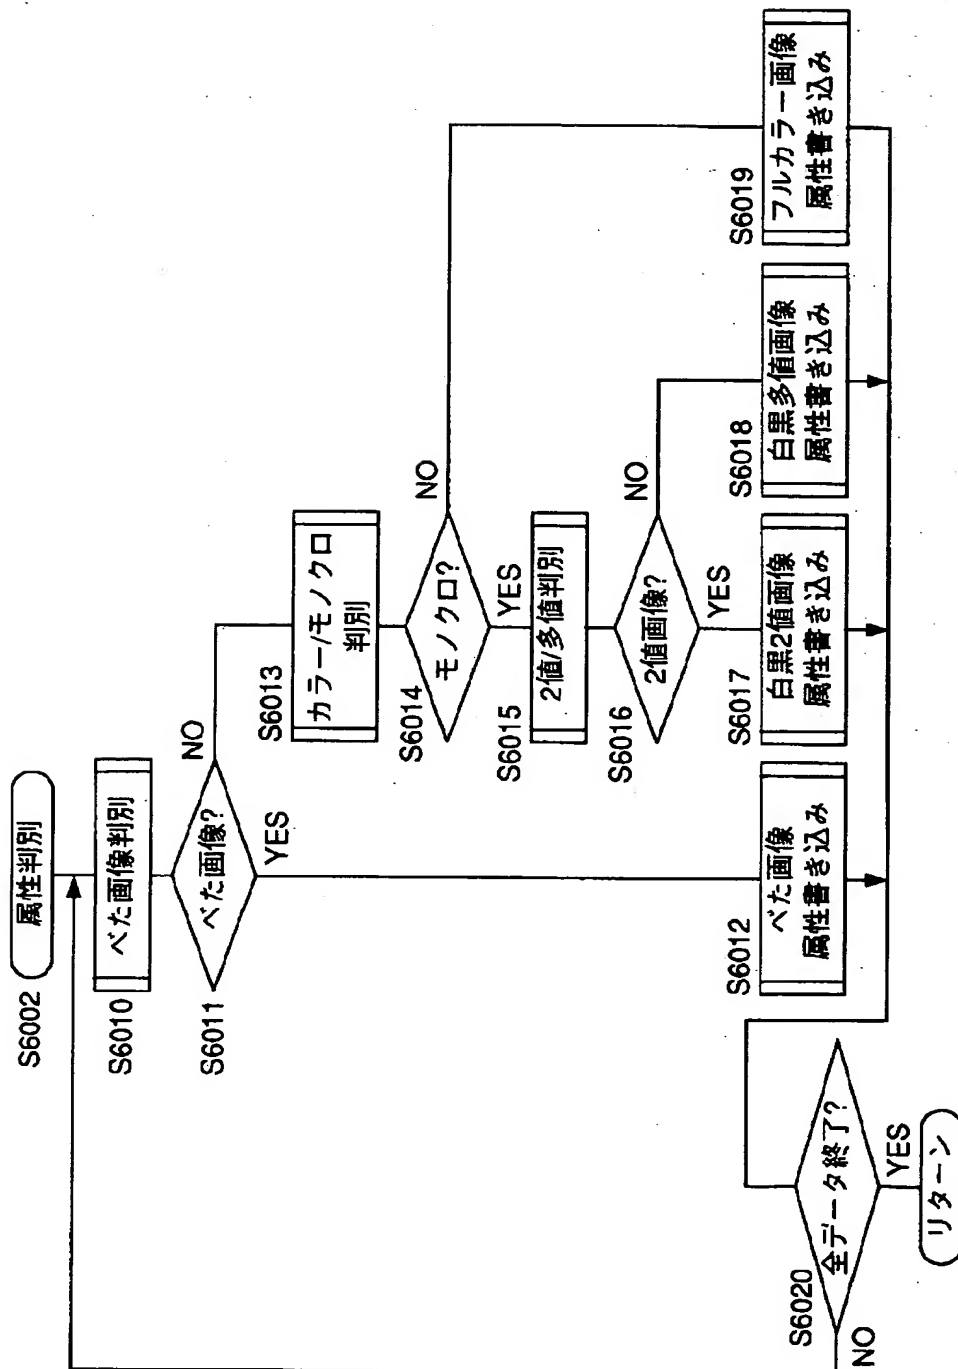 S6002
属性判別
S6010
べた画像判別
S6011
べた画像?
NO
YES
S6013
カラー/モノクロ
判別
S6014
モノクロ?
NO
YES
S6015
2値/多値判別
S6016
2値画像?
NO
YES
S6012
べた画像
属性書き込み
S6017
白黒2値画像
属性書き込み
S6018
白黒多値画像
属性書き込み
S6019
フルカラー画像
属性書き込み
S6020
全データ終了?
NO
YES
リターン